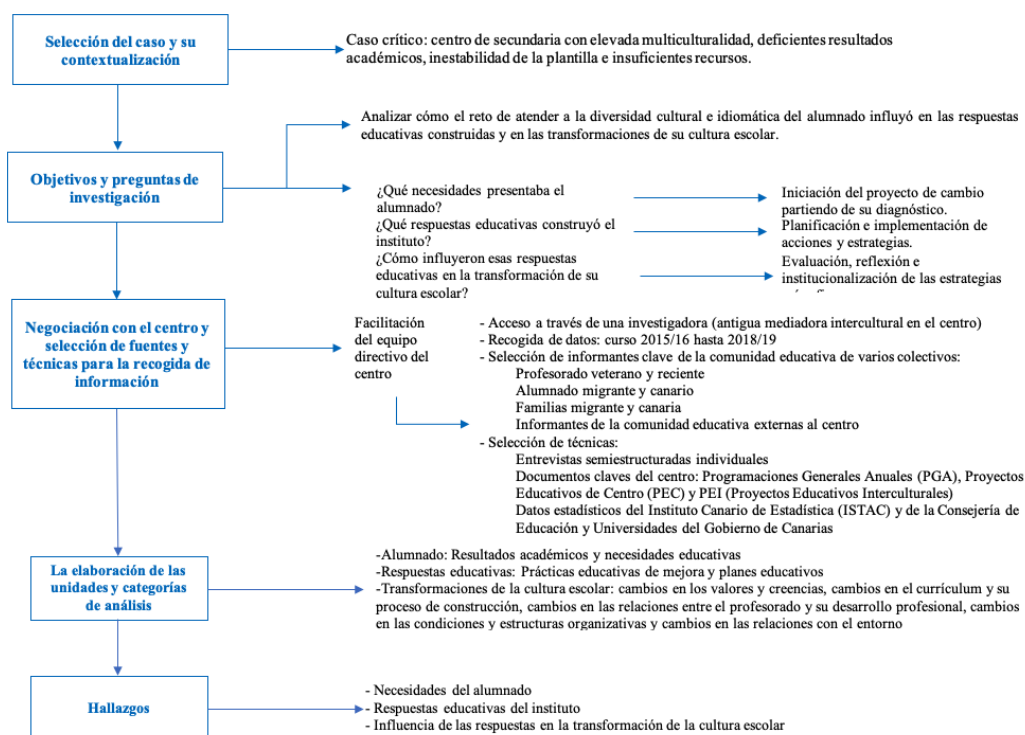 Selección del caso y su
contextualización
Caso crítico: centro de secundaria con elevada multiculturalidad, deficientes resultados
académicos, inestabilidad de la plantilla e insuficientes recursos.
Analizar cómo el reto de atender a la diversidad cultural e idiomática del alumnado influyó en las respuestas
educativas construidas y en las transformaciones de su cultura escolar.
Objetivos y preguntas de
investigación
¿Qué necesidades presentaba el
alumnado?
¿Qué respuestas educativas construyó el
instituto?
¿Cómo influyeron esas respuestas
educativas en la transformación de su
cultura escolar?
Iniciación del proyecto de cambio
partiendo de su diagnóstico.
Planificación e implementación de
acciones y estrategias.
Evaluación, reflexión e
institucionalización de las estrategias
Negociación con el centro y
selección de fuentes y
técnicas para la recogida de
información
Facilitación
del equipo
directivo del
centro
- Acceso a través de una investigadora (antigua mediadora intercultural en el centro)
- Recogida de datos: curso 2015/16 hasta 2018/19
- Selección de informantes clave de la comunidad educativa de varios colectivos:
Profesorado veterano y reciente
Alumnado migrante y canario
Familias migrante y canaria
Informantes de la comunidad educativa externas al centro
- Selección de técnicas:
Entrevistas semiestructuradas individuales
Documentos claves del centro: Programaciones Generales Anuales (PGA), Proyectos
Educativos de Centro (PEC) y PEI (Proyectos Educativos Interculturales)
Datos estadísticos del Instituto Canario de Estadística (ISTAC) y de la Consejería de
Educación y Universidades del Gobierno de Canarias
La elaboración de las
unidades y categorías
de análisis
-Alumnado: Resultados académicos y necesidades educativas
-Respuestas educativas: Prácticas educativas de mejora y planes educativos
-Transformaciones de la cultura escolar: cambios en los valores y creencias, cambios en el currículum y su
proceso de construcción, cambios en las relaciones entre el profesorado y su desarrollo profesional, cambios
en las condiciones y estructuras organizativas y cambios en las relaciones con el entorno
Hallazgos
- Necesidades del alumnado
- Respuestas educativas del instituto
- Influencia de las respuestas en la transformación de la cultura escolar